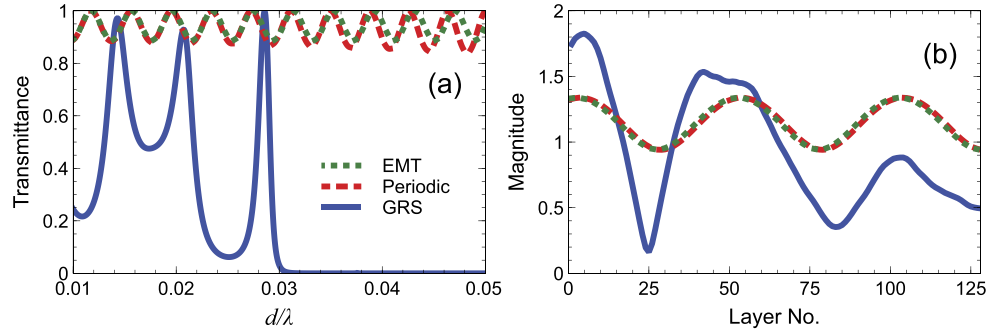 1
0.8
0.6
0.4
0.2
0
Transmittance
(a)
EMT
Periodic
GRS
0.01
0.02
0.03
0.04
0.05
d/λ
2
1.5
1
0.5
0
Magnitude
(b)
0
25
50
75
100
125
Layer No.